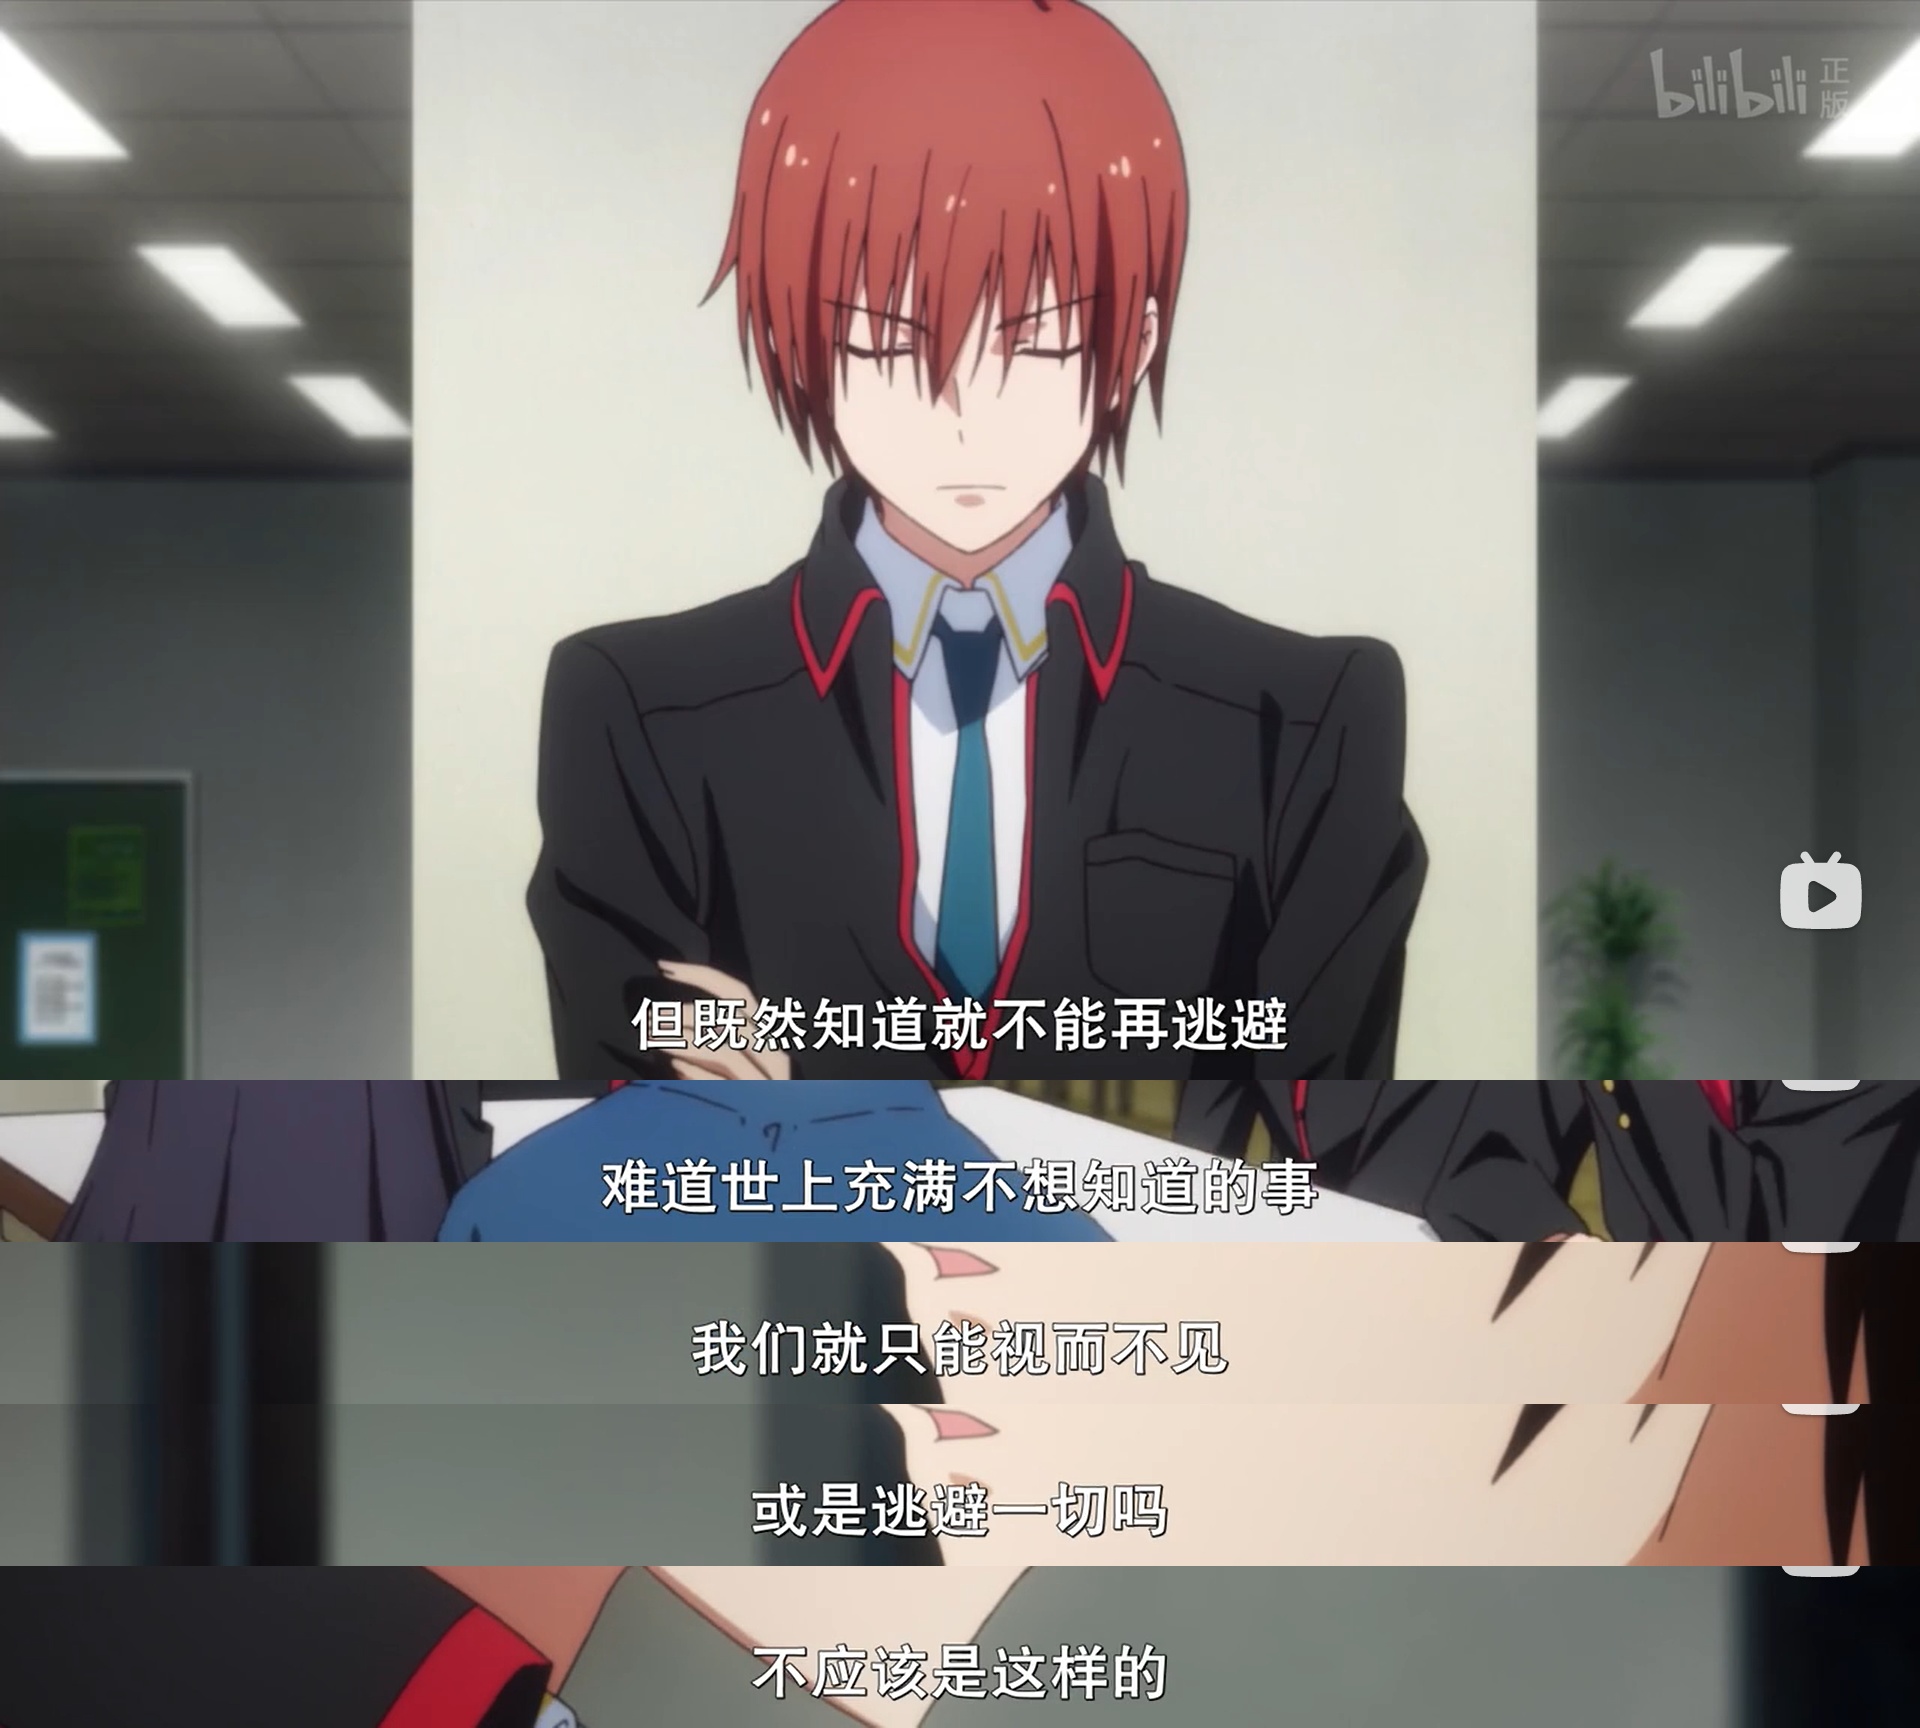 bilibili 正版
但既然知道就不能再逃避
难道世上充满不想知道的事
我们就只能视而不见
或是逃避一切吗
不应该是这样的